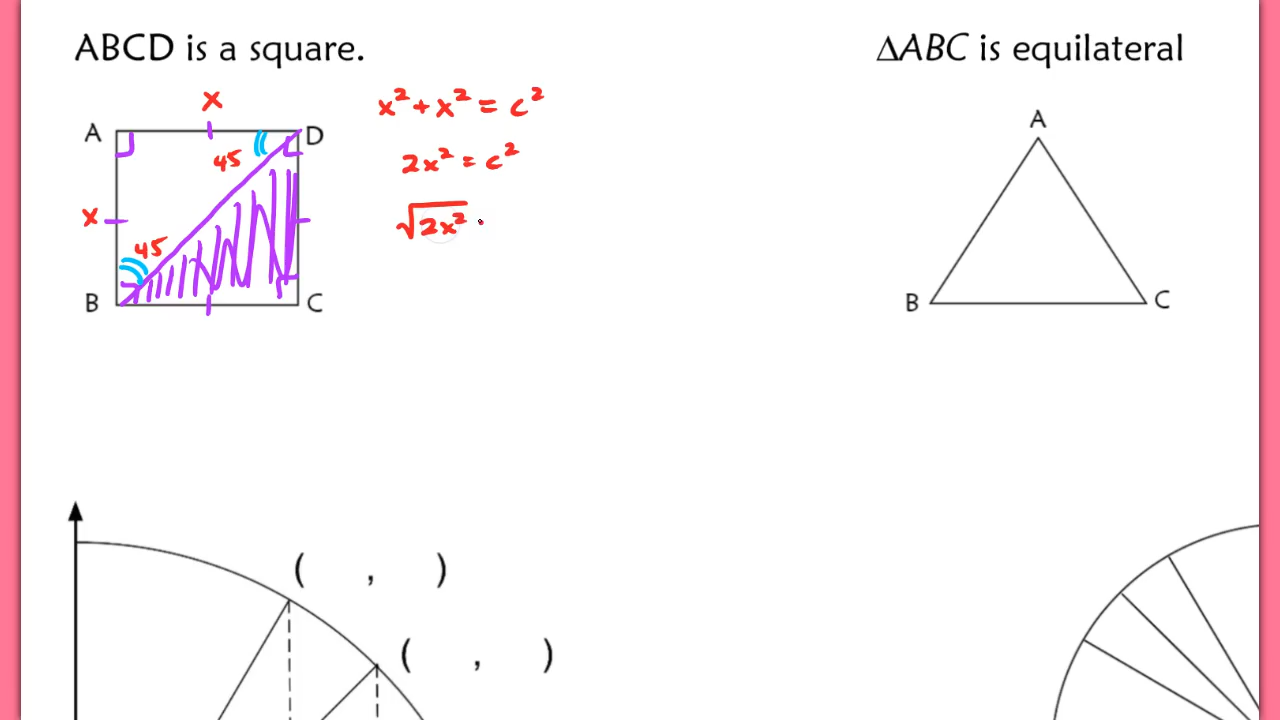 ABCD is a square.
x
x² + x² = c²
A
D
45
2x² = c²
x
√2x²
45
B
C
ΔABC is equilateral
A
B
C
( , )
( , )